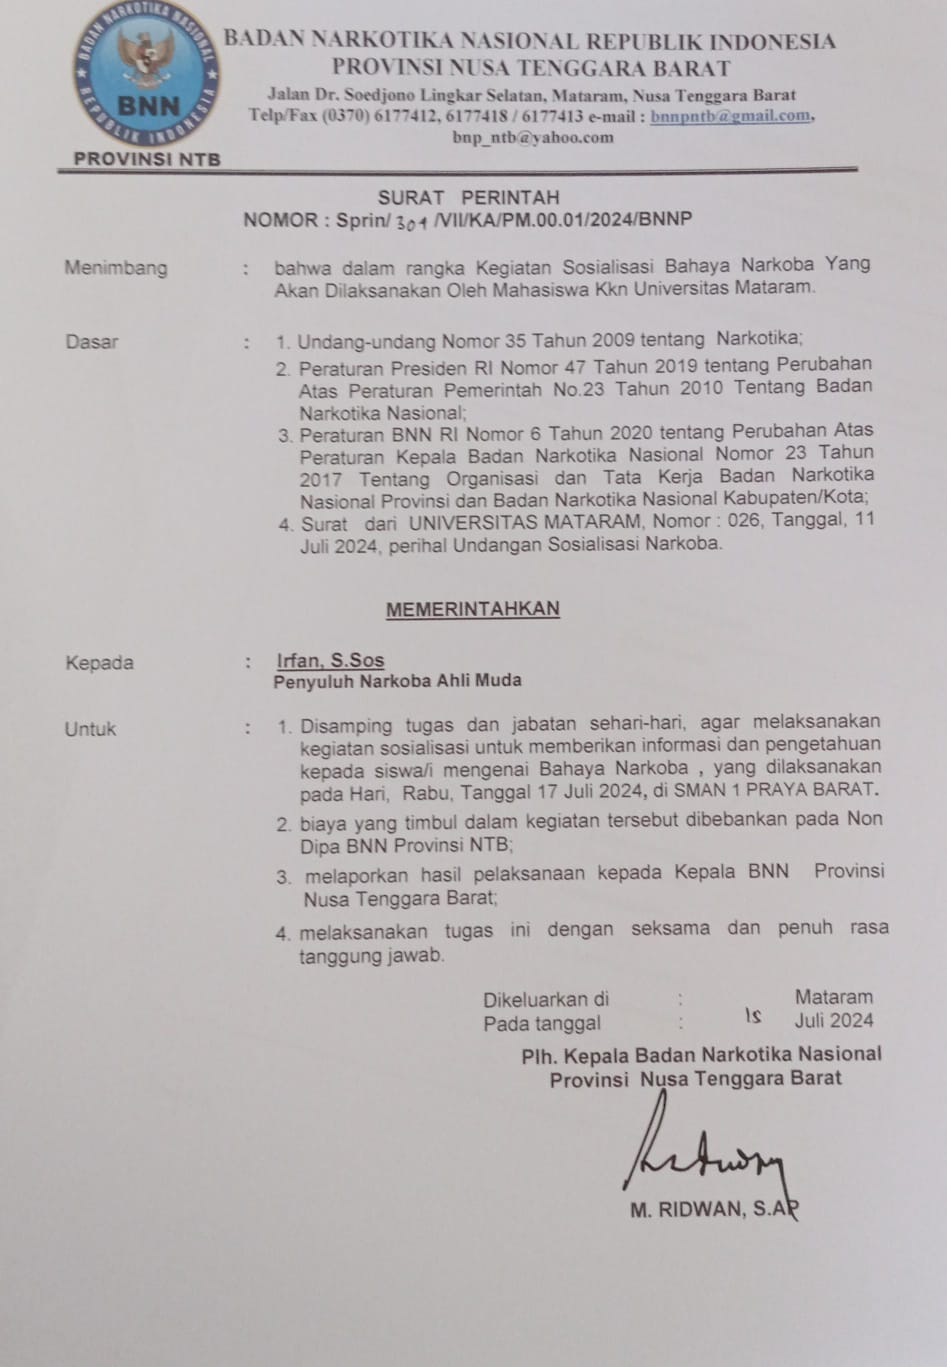 BADAN NARKOTIKA NASIONAL
REPUBLIK INDONESIA
BNN
PROVINSI NTB
BADAN NARKOTIKA NASIONAL REPUBLIK INDONESIA
PROVINSI NUSA TENGGARA BARAT
Jalan Dr. Soedjono Lingkar Selatan, Mataram, Nusa Tenggara Barat
Telp/Fax (0370) 6177412, 6177418 / 6177413 e-mail : bnnpntb@gmail.com,
bnp_ntb@yahoo.com
SURAT PERINTAH
NOMOR : Sprin/ 301 /VII/KA/PM.00.01/2024/BNNP
Menimbang : bahwa dalam rangka Kegiatan Sosialisasi Bahaya Narkoba Yang
Akan Dilaksanakan Oleh Mahasiswa Kkn Universitas Mataram.
Dasar : 1. Undang-undang Nomor 35 Tahun 2009 tentang Narkotika;
2. Peraturan Presiden RI Nomor 47 Tahun 2019 tentang Perubahan
Atas Peraturan Pemerintah No.23 Tahun 2010 Tentang Badan
Narkotika Nasional;
3. Peraturan BNN RI Nomor 6 Tahun 2020 tentang Perubahan Atas
Peraturan Kepala Badan Narkotika Nasional Nomor 23 Tahun
2017 Tentang Organisasi dan Tata Kerja Badan Narkotika
Nasional Provinsi dan Badan Narkotika Nasional Kabupaten/Kota;
4. Surat dari UNIVERSITAS MATARAM, Nomor : 026, Tanggal, 11
Juli 2024, perihal Undangan Sosialisasi Narkoba.
MEMERINTAHKAN
Kepada : Irfan, S.Sos
Penyuluh Narkoba Ahli Muda
Untuk : 1. Disamping tugas dan jabatan sehari-hari, agar melaksanakan
kegiatan sosialisasi untuk memberikan informasi dan pengetahuan
kepada siswa/i mengenai Bahaya Narkoba , yang dilaksanakan
pada Hari, Rabu, Tanggal 17 Juli 2024, di SMAN 1 PRAYA BARAT.
2. biaya yang timbul dalam kegiatan tersebut dibebankan pada Non
Dipa BNN Provinsi NTB;
3. melaporkan hasil pelaksanaan kepada Kepala BNN Provinsi
Nusa Tenggara Barat;
4. melaksanakan tugas ini dengan seksama dan penuh rasa
tanggung jawab.
Dikeluarkan di : Mataram
Pada tanggal : 15 Juli 2024
Plh. Kepala Badan Narkotika Nasional
Provinsi Nusa Tenggara Barat
M. RIDWAN, S.AP